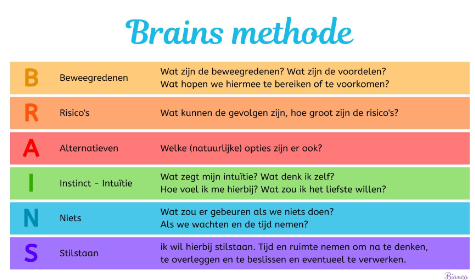 Brains methode
B Beweegredenen Wat zijn de beweegredenen? Wat zijn de voordelen?
Wat hopen we hiermee te bereiken of te voorkomen?
R Risico's Wat kunnen de gevolgen zijn, hoe groot zijn de risico's?
A Alternatieven Welke (natuurlijke) opties zijn er ook?
I Instinct - Intuïtie Wat zegt mijn intuïtie? Wat denk ik zelf?
Hoe voel ik me hierbij? Wat zou ik het liefste willen?
N Niets Wat zou er gebeuren als we niets doen?
Als we wachten en de tijd nemen?
S Stilstaan ik wil hierbij stilstaan. Tijd en ruimte nemen om na te denken,
te overleggen en te beslissen en eventueel te verwerken.